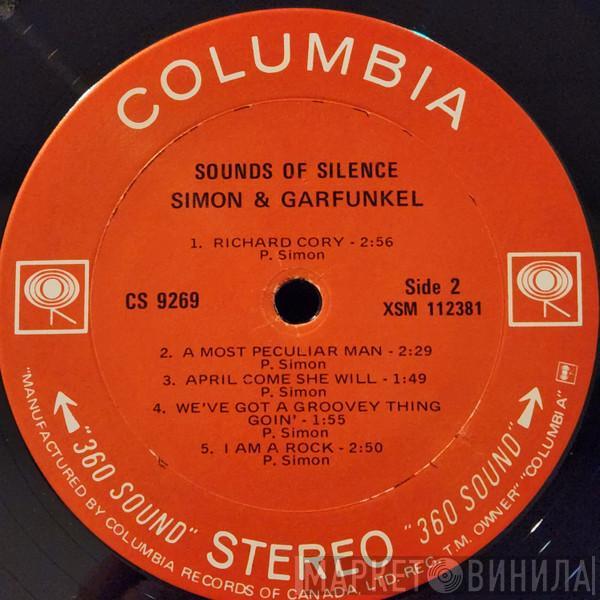 COLUMBIA
SOUNDS OF SILENCE
SIMON & GARFUNKEL
1. RICHARD CORY - 2:56
P. Simon
CS 9269
Side 2
XSM 112381
2. A MOST PECULIAR MAN - 2:29
P. Simon
3. APRIL COME SHE WILL - 1:49
P. Simon
4. WE'VE GOT A GROOVEY THING
GOIN' - 1:55
P. Simon
5. I AM A ROCK - 2:50
P. Simon
"360 SOUND" STEREO "360 SOUND"
"MANUFACTURED BY COLUMBIA RECORDS OF CANADA, LTD.-REG. T.M. OWNER" "COLUMBIA"
МАРКЕТ ВИНИЛА